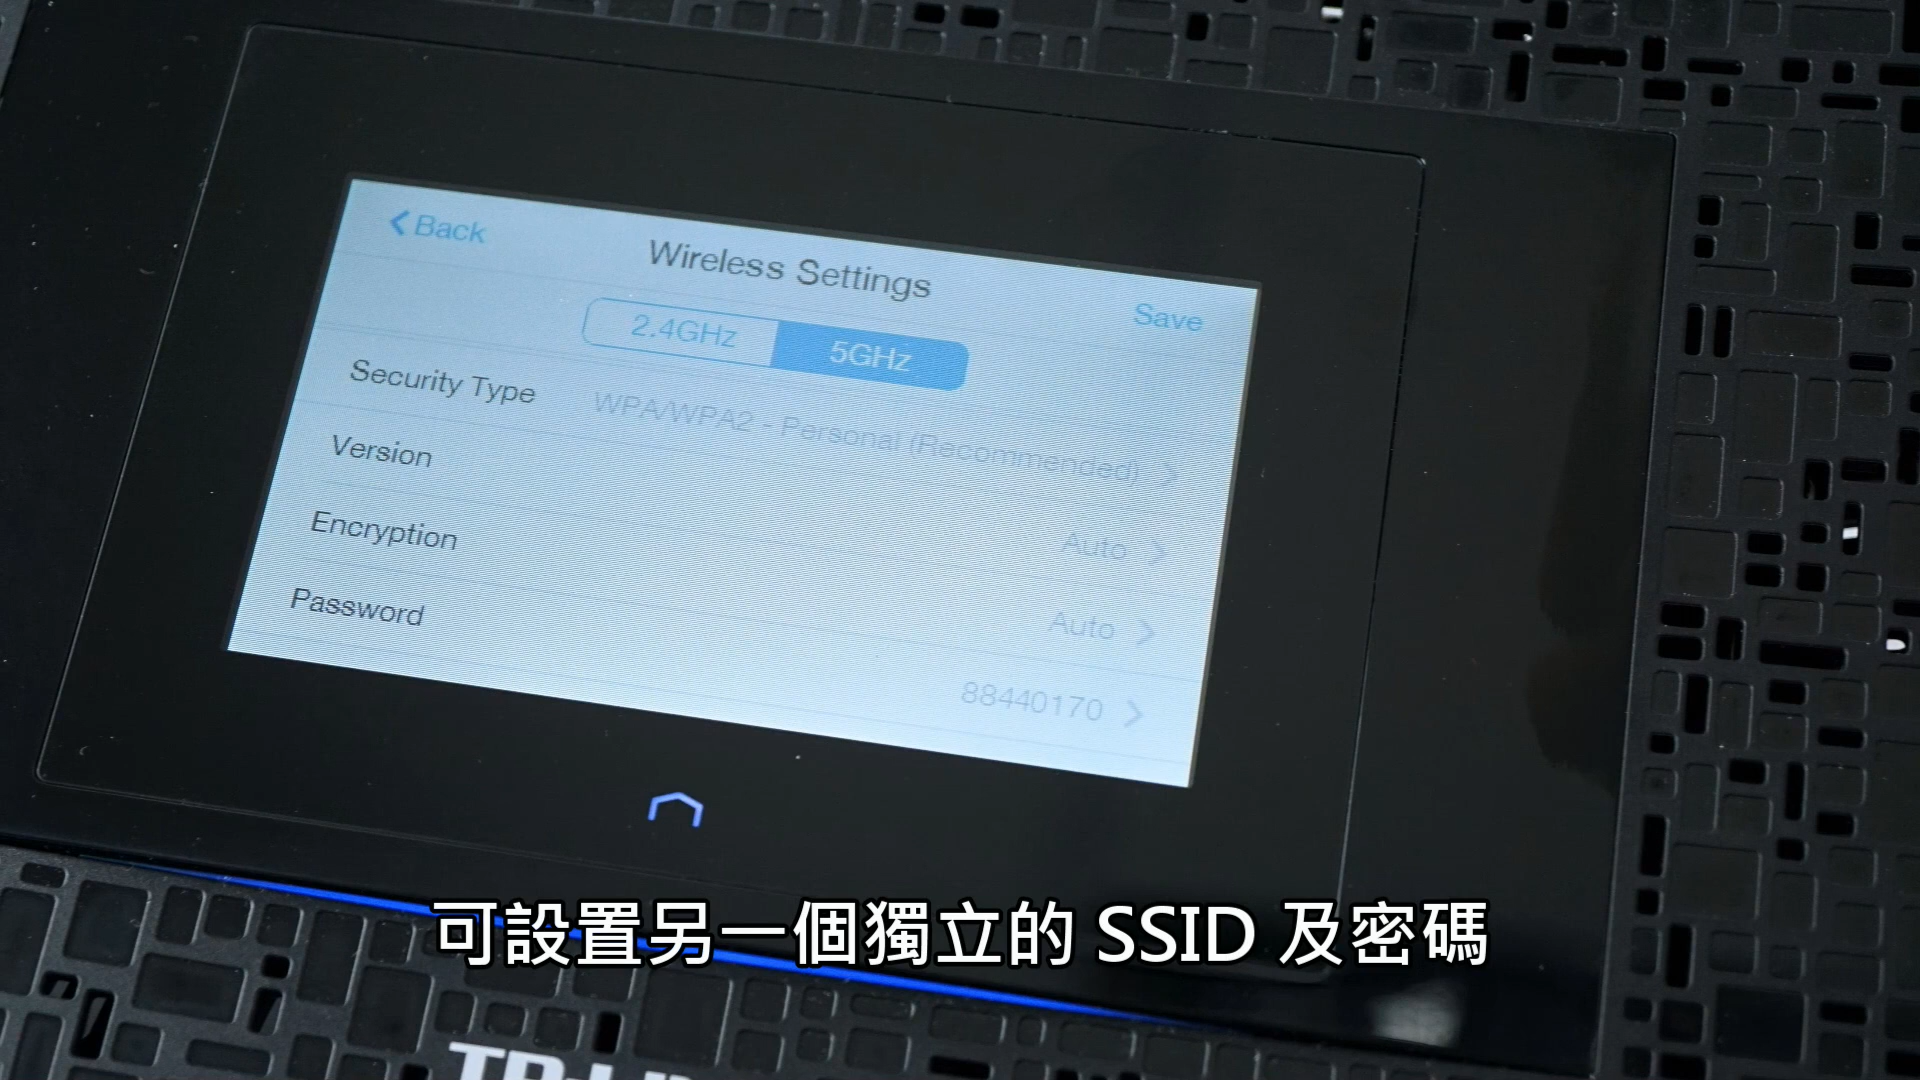 Back
Wireless Settings
Save
2.4GHz
5GHz
Security Type
WPA/WPA2 - Personal (Recommended)
Version
Auto
Encryption
Auto
Password
88440170
可設置另一個獨立的 SSID 及密碼